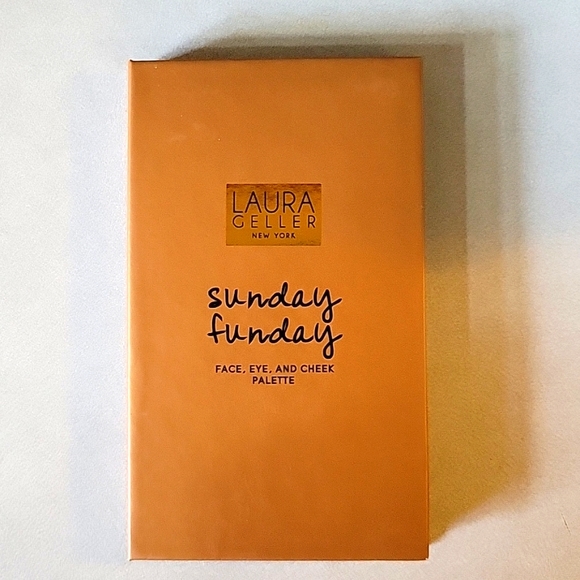 LAURA
GELLER
NEW YORK
sunday
funday
FACE, EYE, AND CHEEK
PALETTE